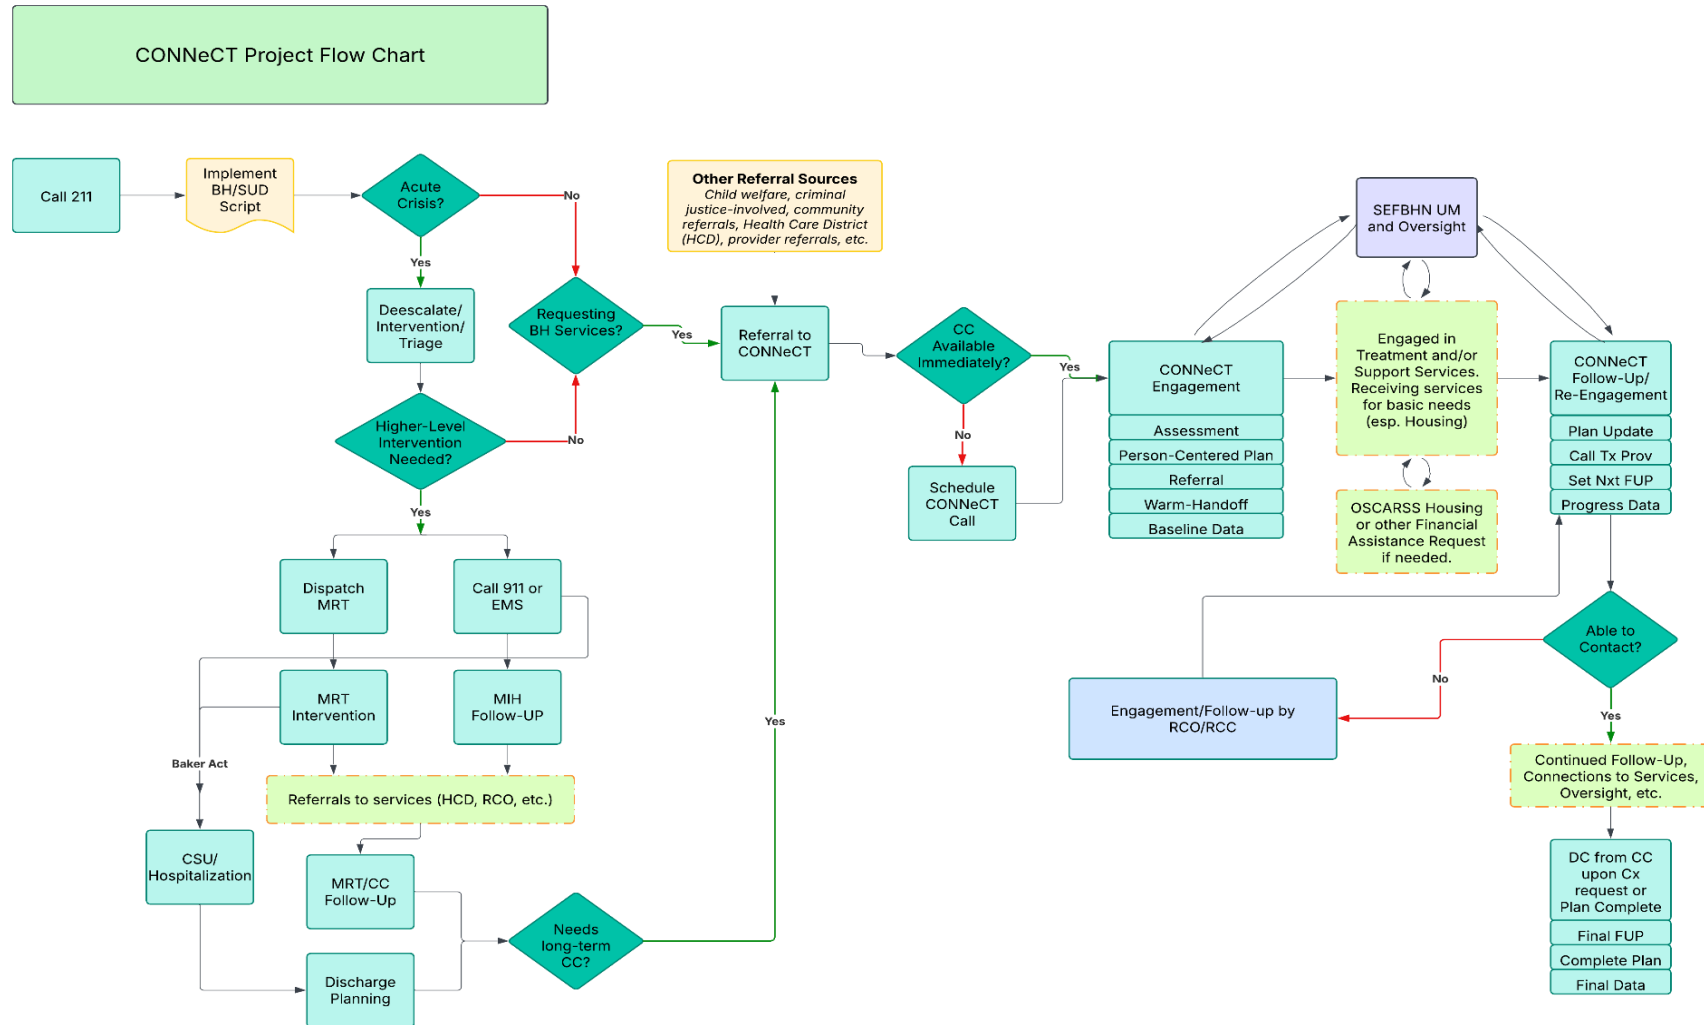 CONNeCT Project Flow Chart
Call 211
Implement
BH/SUD
Script
Acute
Crisis?
No
Yes
Deescalate/
Intervention/
Triage
Requesting
BH Services?
Yes
Higher-Level
Intervention
Needed?
No
Yes
Dispatch
MRT
Call 911 or
EMS
MRT
Intervention
MIH
Follow-UP
Baker Act
Referrals to services (HCD, RCO, etc.)
CSU/
Hospitalization
MRT/CC
Follow-Up
Discharge
Planning
Needs
long-term
CC?
Yes
Other Referral Sources
Child welfare, criminal
justice-involved, community
referrals, Health Care District
(HCD), provider referrals, etc.
Referral to
CONNeCT
CC
Available
Immediately?
Yes
No
Schedule
CONNeCT
Call
CONNeCT
Engagement
Assessment
Person-Centered Plan
Referral
Warm-Handoff
Baseline Data
SEFBHN UM
and Oversight
Engaged in
Treatment and/or
Support Services.
Receiving services
for basic needs
(esp. Housing)
OSCARSS Housing
or other Financial
Assistance Request
if needed.
CONNeCT
Follow-Up/
Re-Engagement
Plan Update
Call Tx Prov
Set Nxt FUP
Progress Data
Able to
Contact?
No
Yes
Engagement/Follow-up by
RCO/RCC
Continued Follow-Up,
Connections to Services,
Oversight, etc.
DC from CC
upon Cx
request or
Plan Complete
Final FUP
Complete Plan
Final Data